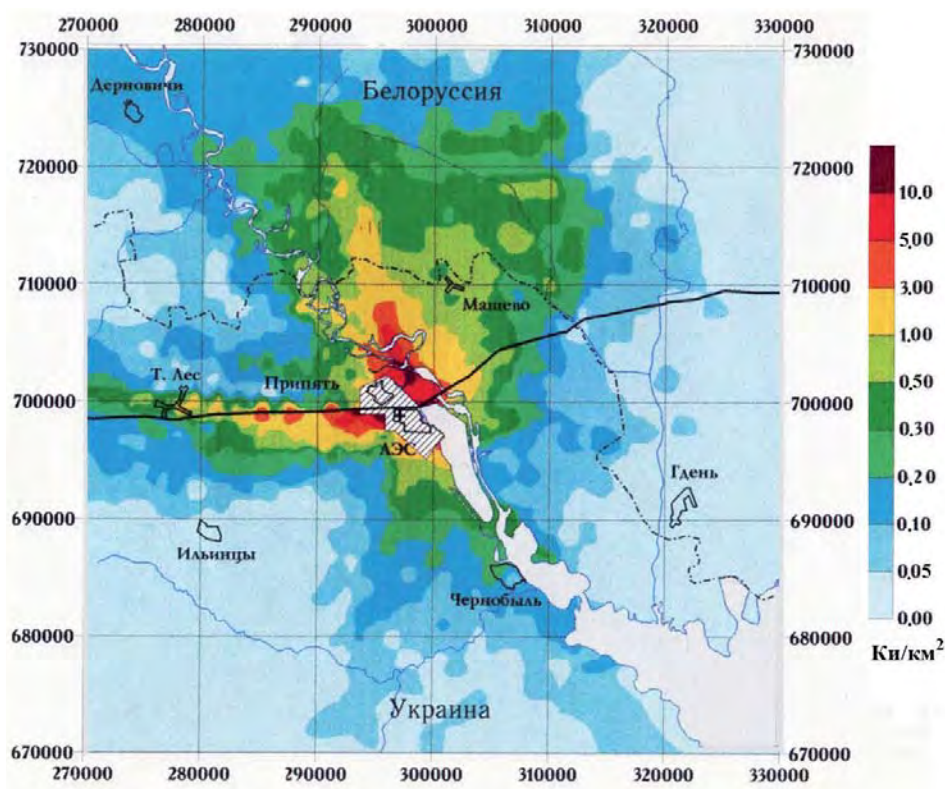 270000 280000 290000 300000 310000 320000 330000
730000 730000
Дерновичи
Белоруссия
720000 720000
10.0
5,00
710000 710000
3,00
Машево
1,00
Т. Лес
Припять
0,50
700000 700000
АЭС
0,30
Гдень
0,20
690000 690000
0,10
Ильинцы
0,05
Чернобыль
0,00
680000 680000
Ки/км²
Украина
670000 670000
270000 280000 290000 300000 310000 320000 330000